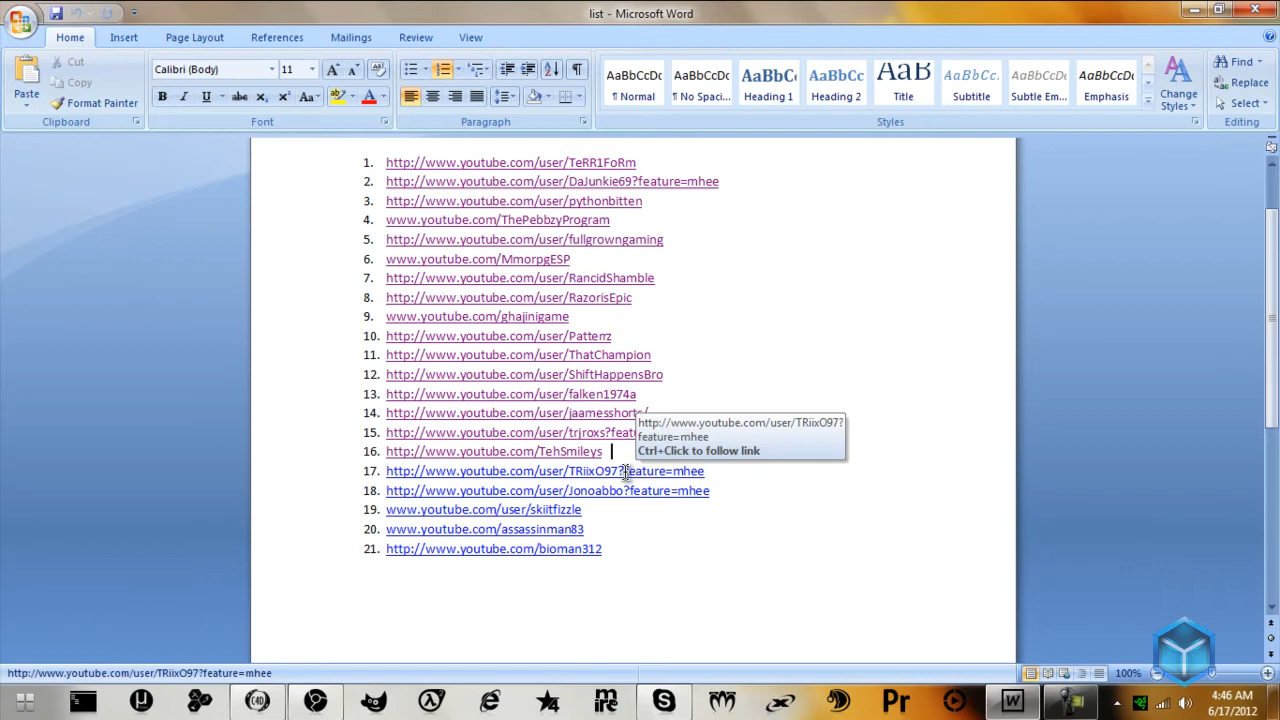 list - Microsoft Word
Home Insert Page Layout References Mailings Review View
Paste
Cut
Copy
Format Painter
Clipboard
Calibri (Body) 11
B I U abc x₂ x² Aa
ab A
Font
Paragraph
AaBbCcDc AaBbCcDc AaBbCc AaBbCc AaB AaBbCc AaBbCcDc AaBbCcDc
¶ Normal ¶ No Spaci... Heading 1 Heading 2 Title Subtitle Subtle Em... Emphasis
Styles
Change Styles
Find
Replace
Select
Editing
1. http://www.youtube.com/user/TeRR1FoRm
2. http://www.youtube.com/user/DaJunkie69?feature=mhee
3. http://www.youtube.com/user/pythonbitten
4. www.youtube.com/ThePebbzyProgram
5. http://www.youtube.com/user/fullgrowngaming
6. www.youtube.com/MmorpgESP
7. http://www.youtube.com/user/RancidShamble
8. http://www.youtube.com/user/RazorisEpic
9. www.youtube.com/ghajinigame
10. http://www.youtube.com/user/Patterrz
11. http://www.youtube.com/user/ThatChampion
12. http://www.youtube.com/user/ShiftHappensBro
13. http://www.youtube.com/user/falken1974a
14. http://www.youtube.com/user/jaamesshorts/
15. http://www.youtube.com/user/trjroxs?featu
16. http://www.youtube.com/TehSmileys
17. http://www.youtube.com/user/TRiixO97?feature=mhee
18. http://www.youtube.com/user/Jonoabbo?feature=mhee
19. www.youtube.com/user/skiitfizzle
20. www.youtube.com/assassinman83
21. http://www.youtube.com/bioman312
http://www.youtube.com/user/TRiixO97?
feature=mhee
Ctrl+Click to follow link
http://www.youtube.com/user/TRiixO97?feature=mhee
100%
C4D
mi
re
Pr
W
4:46 AM
6/17/2012